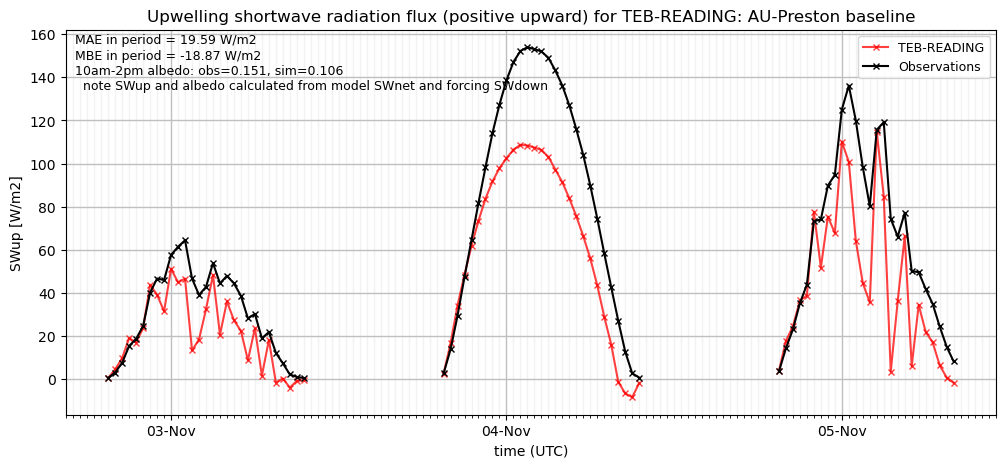 Upwelling shortwave radiation flux (positive upward) for TEB-READING: AU-Preston baseline
MAE in period = 19.59 W/m2
MBE in period = -18.87 W/m2
10am-2pm albedo: obs=0.151, sim=0.106
note SWup and albedo calculated from model SWnet and forcing SWdown
TEB-READING
Observations
SWup [W/m2]
160
140
120
100
80
60
40
20
0
03-Nov
04-Nov
05-Nov
time (UTC)